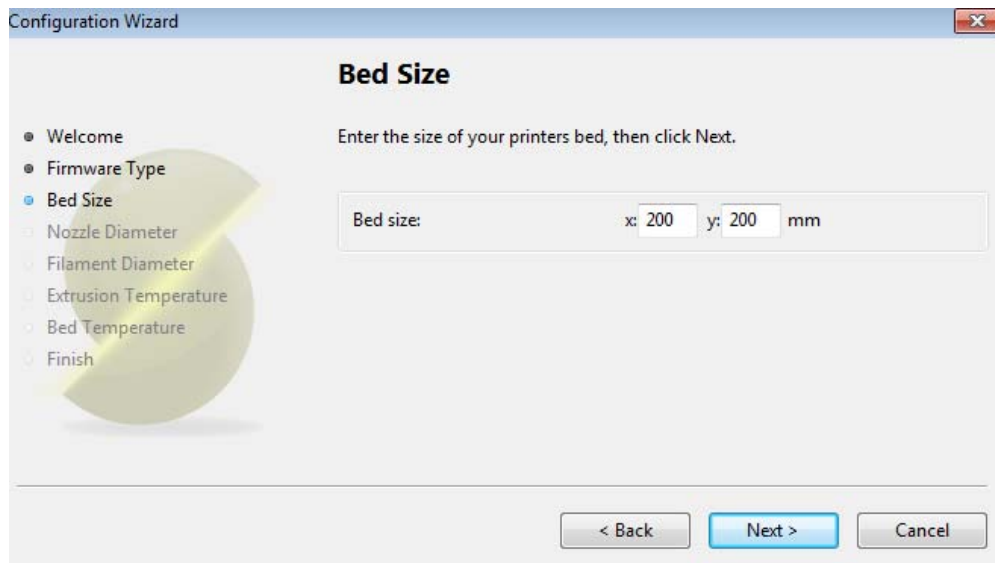 Configuration Wizard
Bed Size
Welcome
Firmware Type
Bed Size
Nozzle Diameter
Filament Diameter
Extrusion Temperature
Bed Temperature
Finish
Enter the size of your printers bed, then click Next.
Bed size: x: 200 y: 200 mm
< Back Next > Cancel